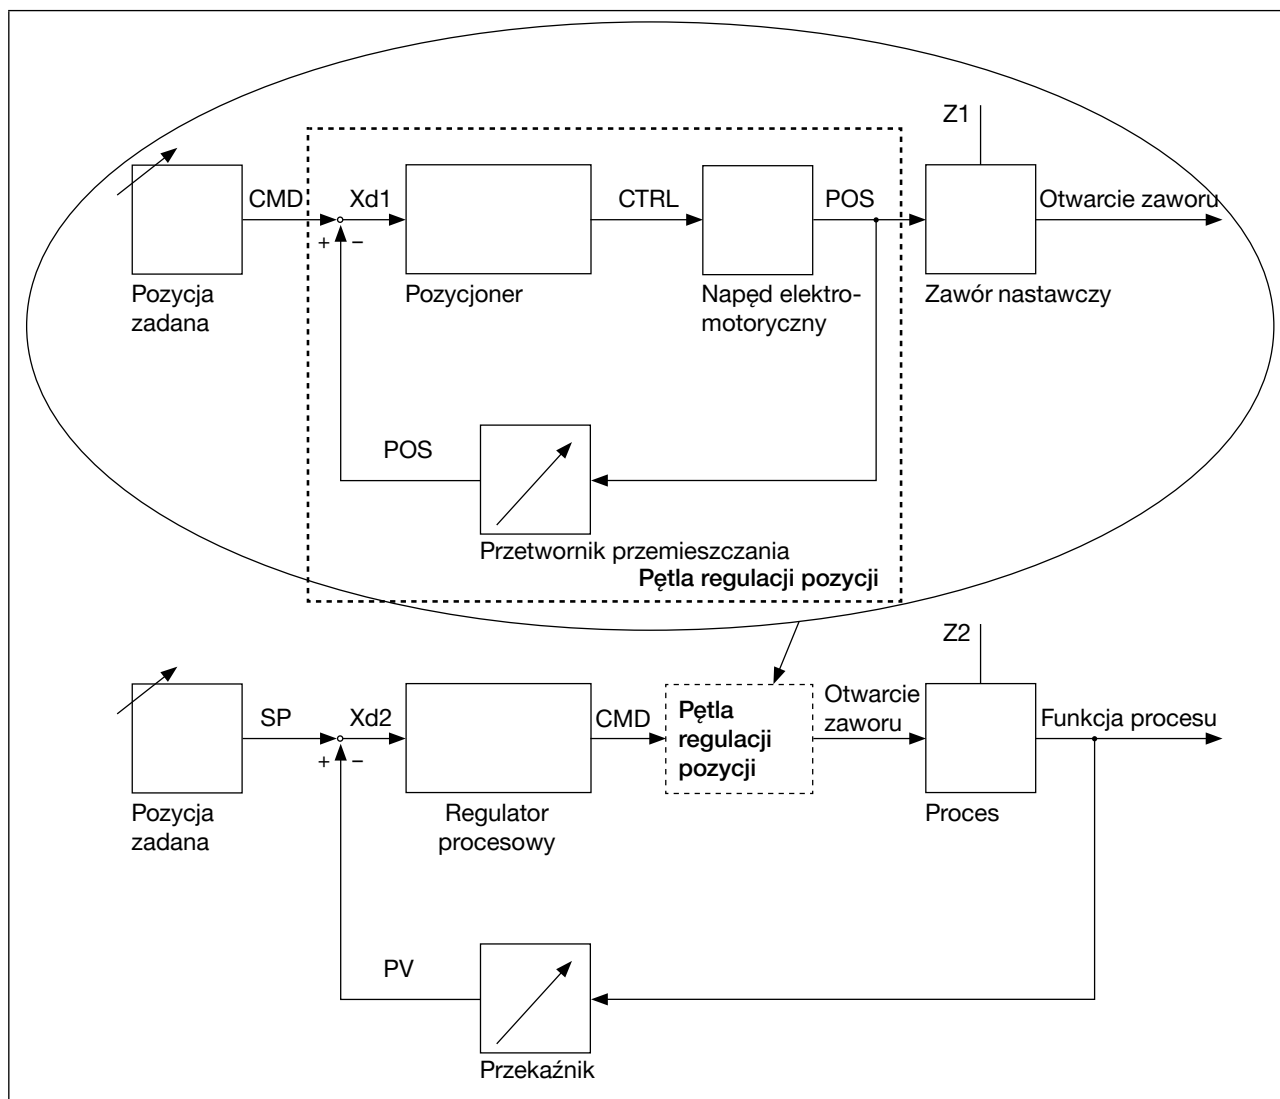 Z1
CMD
Xd1
CTRL
POS
Otwarcie zaworu
+ −
Pozycja
zadana
Pozycjoner
Napęd elektro-
motoryczny
Zawór nastawczy
POS
Przetwornik przemieszczania
Pętla regulacji pozycji
Z2
SP
Xd2
CMD
Pętla
regulacji
pozycji
Otwarcie
zaworu
Funkcja procesu
+ −
Pozycja
zadana
Regulator
procesowy
Proces
PV
Przekaźnik